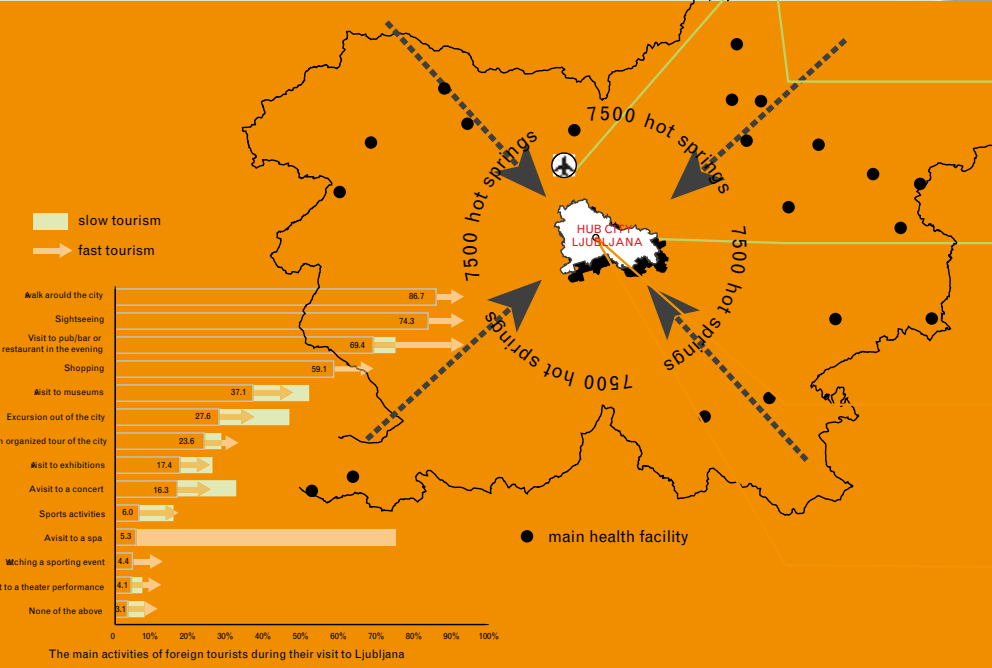 7500 hot springs
7500 hot springs
HUB CITY
LJUBLJANA
7500 hot springs
7500 hot springs
slow tourism
fast tourism
walk around the city
86.7
Sightseeing
74.3
Visit to pub/bar or
restaurant in the evening
69.4
Shopping
59.1
visit to museums
37.1
Excursion out of the city
27.6
organized tour of the city
23.6
visit to exhibitions
17.4
Avisit to a concert
16.3
Sports activities
6.0
Avisit to a spa
5.3
main health facility
tching a sporting event
4.4
t to a theater performance
4.1
None of the above
3.1
0 10% 20% 30% 40% 50% 60% 70% 80% 90% 100%
The main activities of foreign tourists during their visit to Ljubljana